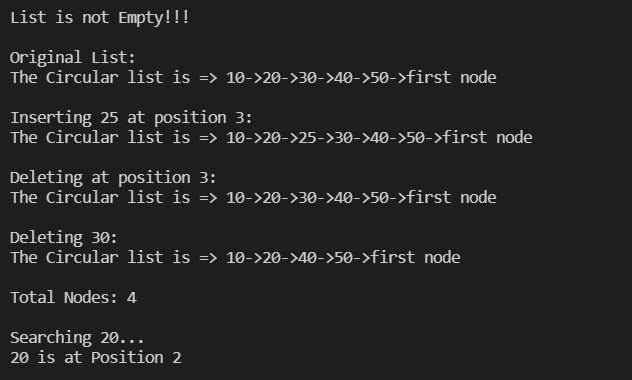 List is not Empty!!!
Original List:
The Circular list is => 10->20->30->40->50->first node
Inserting 25 at position 3:
The Circular list is => 10->20->25->30->40->50->first node
Deleting at position 3:
The Circular list is => 10->20->30->40->50->first node
Deleting 30:
The Circular list is => 10->20->40->50->first node
Total Nodes: 4
Searching 20...
20 is at Position 2